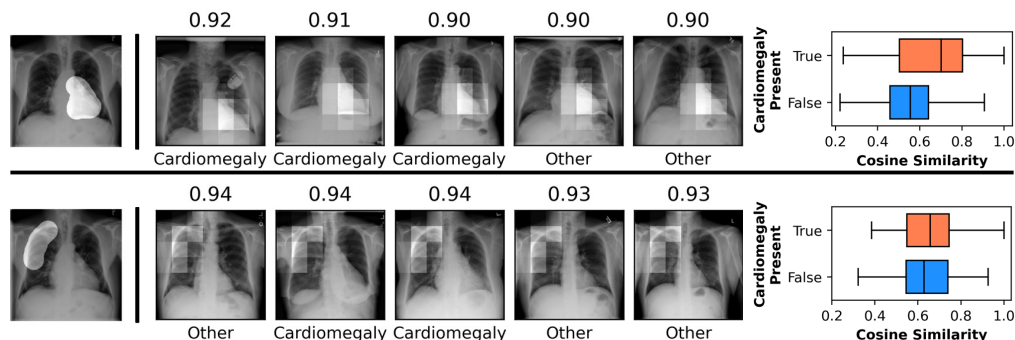 0.92 0.91 0.90 0.90 0.90
Cardiomegaly Cardiomegaly Cardiomegaly Other Other
Cardiomegaly
Present
True
False
0.2 0.4 0.6 0.8 1.0
Cosine Similarity
0.94 0.94 0.94 0.93 0.93
Other Cardiomegaly Cardiomegaly Other Other
Cardiomegaly
Present
True
False
0.2 0.4 0.6 0.8 1.0
Cosine Similarity